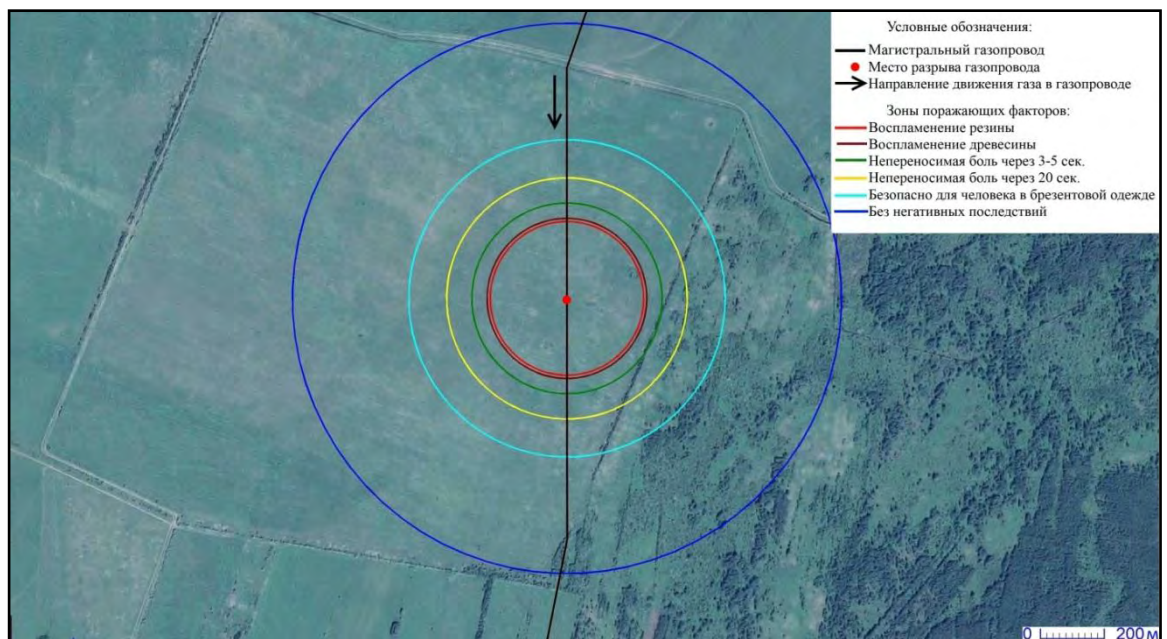 Условные обозначения:
Магистральный газопровод
Место разрыва газопровода
Направление движения газа в газопроводе
Зоны поражающих факторов:
Воспламенение резины
Воспламенение древесины
Непереносимая боль через 3-5 сек.
Непереносимая боль через 20 сек.
Безопасно для человека в брезентовой одежде
Без негативных последствий
0 200м